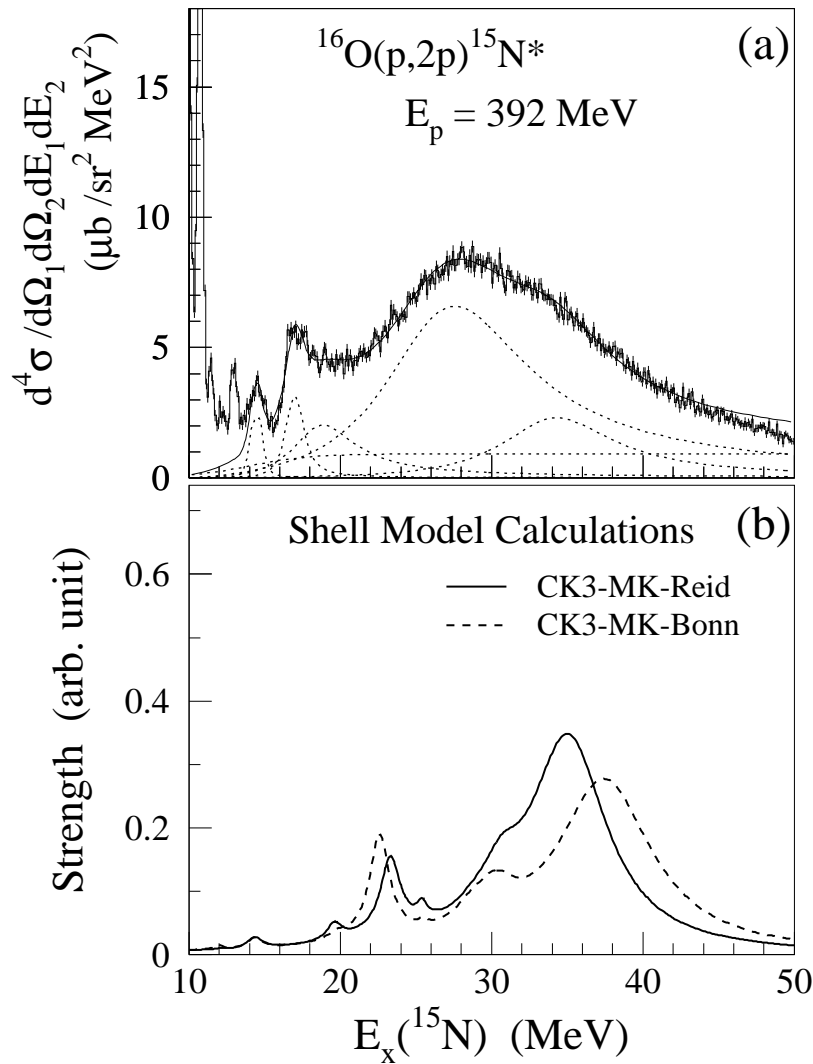 (a)
¹⁶O(p,2p)¹⁵N*
E_p = 392 MeV
d⁴σ/dΩ₁dΩ₂dE₁dE₂
(μb/sr² MeV²)
15
10
5
0
(b)
Shell Model Calculations
CK3-MK-Reid
CK3-MK-Bonn
Strength (arb. unit)
0.6
0.4
0.2
0
10 20 30 40 50
E_x(¹⁵N) (MeV)